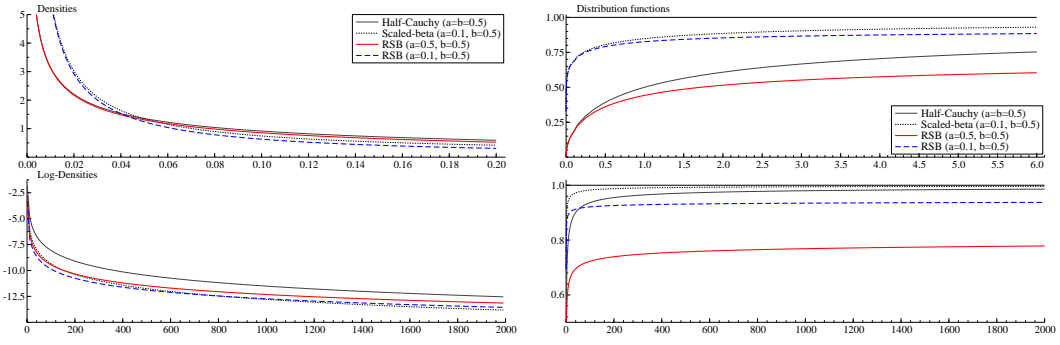 Densities
5
4
3
2
1
Half-Cauchy (a=b=0.5)
Scaled-beta (a=0.1, b=0.5)
RSB (a=0.5, b=0.5)
RSB (a=0.1, b=0.5)
0.00 0.02 0.04 0.06 0.08 0.10 0.12 0.14 0.16 0.18 0.20
Distribution functions
1.00
0.75
0.50
0.25
Half-Cauchy (a=b=0.5)
Scaled-beta (a=0.1, b=0.5)
RSB (a=0.5, b=0.5)
RSB (a=0.1, b=0.5)
0.0 0.5 1.0 1.5 2.0 2.5 3.0 3.5 4.0 4.5 5.0 5.5 6.0
Log-Densities
-2.5
-5.0
-7.5
-10.0
-12.5
0 200 400 600 800 1000 1200 1400 1600 1800 2000
1.0
0.8
0.6
0 200 400 600 800 1000 1200 1400 1600 1800 2000